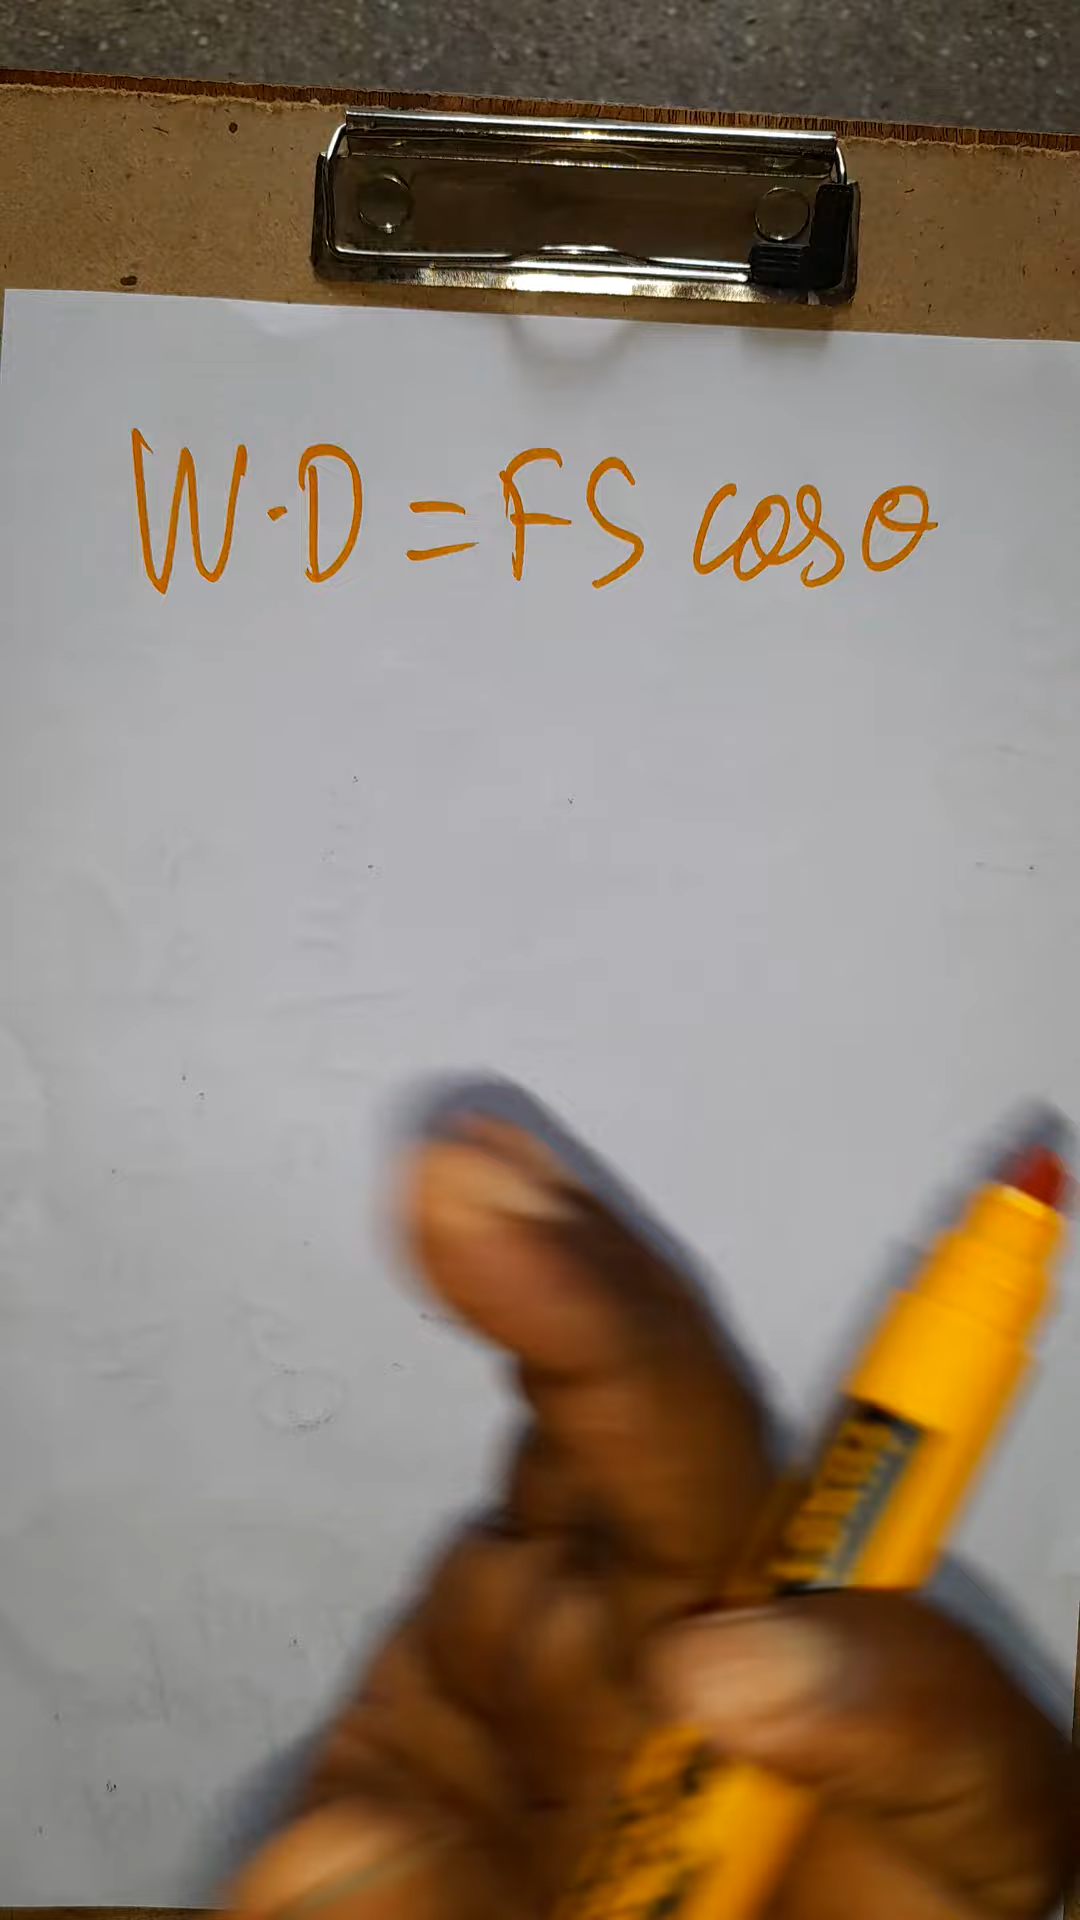 W·D = FS cosθ